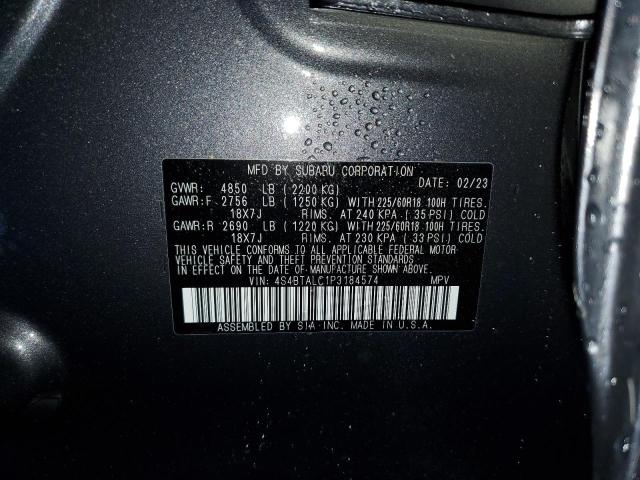 MFD BY SUBARU CORPORATION
GVWR: 4850 LB (2200 KG) DATE: 02/23
GAWR:F 2756 LB (1250 KG) WITH 225/60R18 100H TIRES.
18X7J RIMS. AT 240 KPA (35 PSI) COLD
GAWR:R 2690 LB (1220 KG) WITH 225/60R18 100H TIRES.
18X7J RIMS. AT 230 KPA (33 PSI) COLD
THIS VEHICLE CONFORMS TO ALL APPLICABLE FEDERAL MOTOR
VEHICLE SAFETY AND THEFT PREVENTION STANDARDS IN EFFECT
ON THE DATE OF MANUFACTURE SHOWN ABOVE.
VIN: 4S4BTALC1P3184574 MPV
ASSEMBLED BY SIA-INC. MADE IN U.S.A.